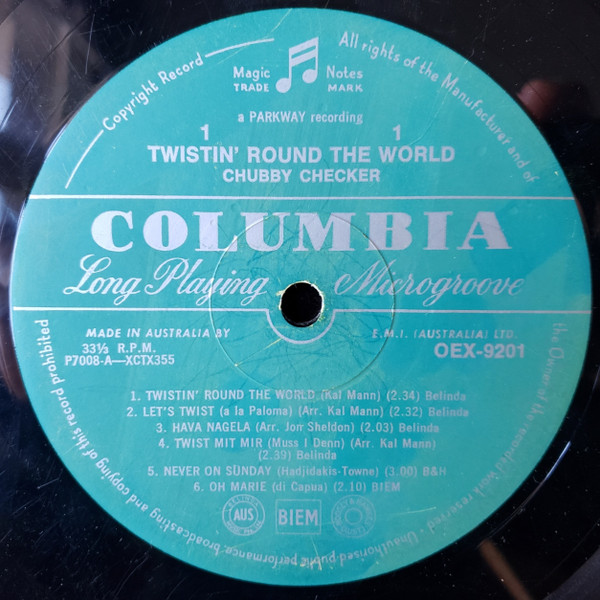 Copyright Record
All rights of the Manufacturer and of
the Owner of the recorded work reserved - Unauthorised public performance, broadcasting and copying of this record prohibited
Magic Notes
TRADE MARK
a PARKWAY recording
1 1
TWISTIN' ROUND THE WORLD
CHUBBY CHECKER
COLUMBIA
Long Playing Microgroove
MADE IN AUSTRALIA BY E.M.I. (AUSTRALIA) LTD.
33⅓ R.P.M.
P7008-A—XCTX355 OEX-9201
1. TWISTIN' ROUND THE WORLD (Kal Mann) (2.34) Belinda
2. LET'S TWIST (a la Paloma) (Arr. Kal Mann) (2.32) Belinda
3. HAVA NAGELA (Arr. Jon Sheldon) (2.03) Belinda
4. TWIST MIT MIR (Muss I Denn) (Arr. Kal Mann)
(2.39) Belinda
5. NEVER ON SUNDAY (Hadjidakis-Towne) (3.00) B&H
6. OH MARIE (di Capua) (2.10) BIEM
AUS
BIEM